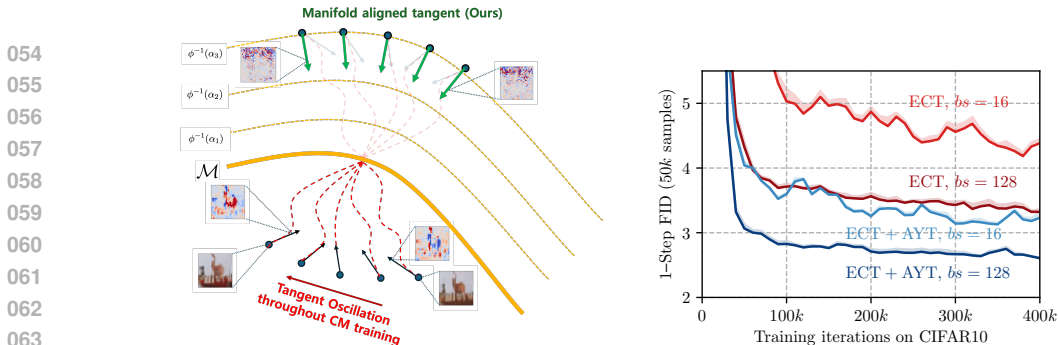 054
055
056
057
058
059
060
061
062
063
Manifold aligned tangent (Ours)
ϕ⁻¹(α₃)
ϕ⁻¹(α₂)
ϕ⁻¹(α₁)
ℳ
Tangent Oscillation
throughout CM training
1–Step FID (50k samples)
5
4
3
2
ECT, bs = 16
ECT, bs = 128
ECT + AYT, bs = 16
ECT + AYT, bs = 128
0
100k
200k
300k
400k
Training iterations on CIFAR10